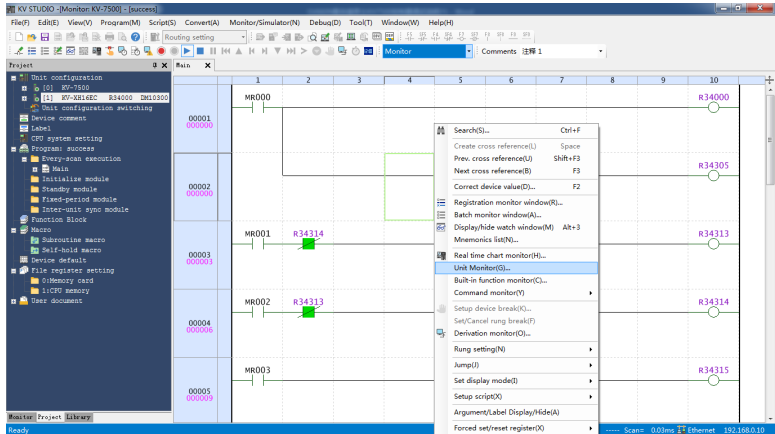 KV STUDIO -[Monitor: KV-7500] - [success]
File(F) Edit(E) View(V) Program(M) Script(S) Convert(A) Monitor/Simulator(N) Debug(D) Tool(T) Window(W) Help(H)
Routing setting
Monitor
Comments 注释 1
Project
Main X
Unit configuration
[0] KV-7500
[1] KV-XH16EC R34000 DM10300
Unit configuration switching
Device comment
Label
CPU system setting
Program: success
Every-scan execution
Main
Initialize module
Standby module
Fixed-period module
Inter-unit sync module
Function Block
Macro
Subroutine macro
Self-hold macro
Device default
File register setting
0:Memory card
1:CPU memory
User document
Monitor Project Library
1 2 3 4 5 6 7 8 9 10
00001
000000
MR000
R34000
00002
000000
R34305
00003
000003
MR001 R34314
R34313
00004
000006
MR002 R34313
R34314
00005
000009
MR003
R34315
Search(S)... Ctrl+F
Create cross reference(L) Space
Prev. cross reference(U) Shift+F3
Next cross reference(B) F3
Correct device value(D)... F2
Registration monitor window(R)...
Batch monitor window(A)...
Display/hide watch window(M) Alt+3
Mnemonics list(N)...
Real time chart monitor(H)...
Unit Monitor(G)...
Built-in function monitor(C)...
Command monitor(Y)
Setup device break(K)...
Set/Cancel rung break(F)
Derivation monitor(O)...
Rung setting(N)
Jump(J)
Set display mode(I)
Setup script(X)
Argument/Label Display/Hide(A)
Forced set/reset register(X)
Ready
----- Scan= 0.03ms Ethernet 192.168.0.10